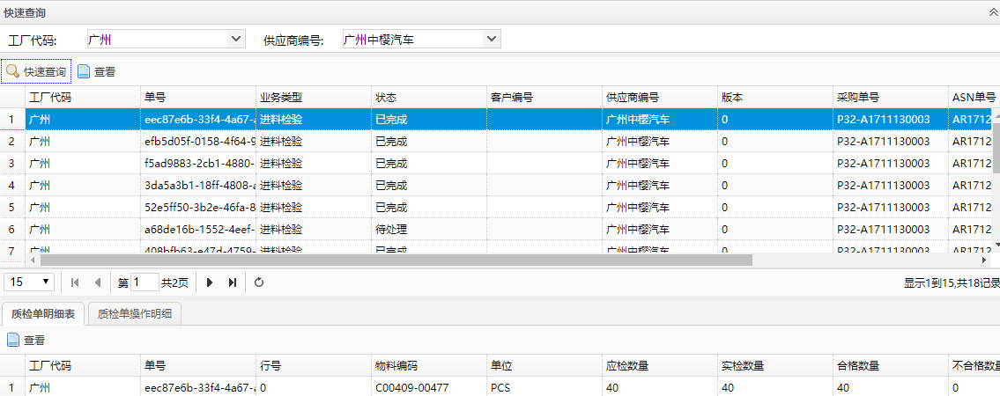 快速查询
工厂代码: 广州 供应商编号: 广州中樱汽车
快速查询 查看
工厂代码 单号 业务类型 状态 客户编号 供应商编号 版本 采购单号 ASN单号
1 广州 eec87e6b-33f4-4a67-a 进料检验 已完成 广州中樱汽车 0 P32-A1711130003 AR1712
2 广州 efb5d05f-0158-4f64-9 进料检验 已完成 广州中樱汽车 0 P32-A1711130003 AR1712
3 广州 f5ad9883-2cb1-4880- 进料检验 已完成 广州中樱汽车 0 P32-A1711130003 AR1712
4 广州 3da5a3b1-18ff-4808-a 进料检验 已完成 广州中樱汽车 0 P32-A1711130003 AR1712
5 广州 52e5ff50-3b2e-46fa-8 进料检验 已完成 广州中樱汽车 0 P32-A1711130003 AR1712
6 广州 a68de16b-1552-4eef- 进料检验 待处理 广州中樱汽车 0 P32-A1711130003 AR1712
7 广州 408bfb63-e47d-4759- 进料检验 已完成 广州中樱汽车 0 P32-A1711130003 AR1712
15 第 1 共2页 显示1到15,共18记录
质检单明细表 质检单操作明细
查看
工厂代码 单号 行号 物料编码 单位 应检数量 实检数量 合格数量 不合格数量
1 广州 eec87e6b-33f4-4a67-a 0 C00409-00477 PCS 40 40 40 0